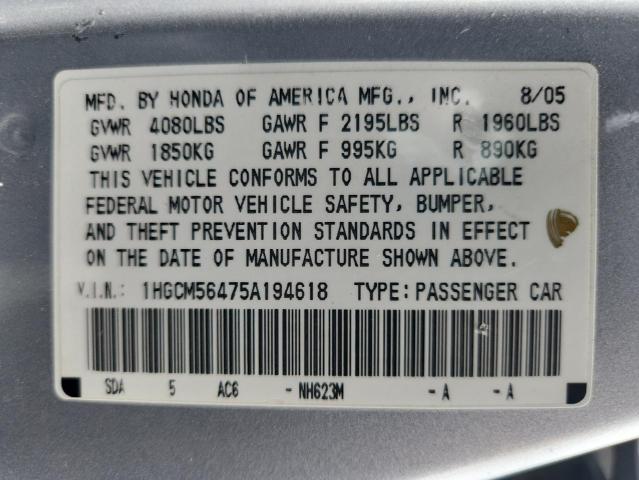 MFD. BY HONDA OF AMERICA MFG., INC. 8/05
GVWR 4080LBS GAWR F 2195LBS R 1960LBS
GVWR 1850KG GAWR F 995KG R 890KG
THIS VEHICLE CONFORMS TO ALL APPLICABLE
FEDERAL MOTOR VEHICLE SAFETY, BUMPER,
AND THEFT PREVENTION STANDARDS IN EFFECT
ON THE DATE OF MANUFACTURE SHOWN ABOVE.
V.I.N.: 1HGCM56475A194618 TYPE: PASSENGER CAR
SDA 5 AC6 - NH623M - A - A